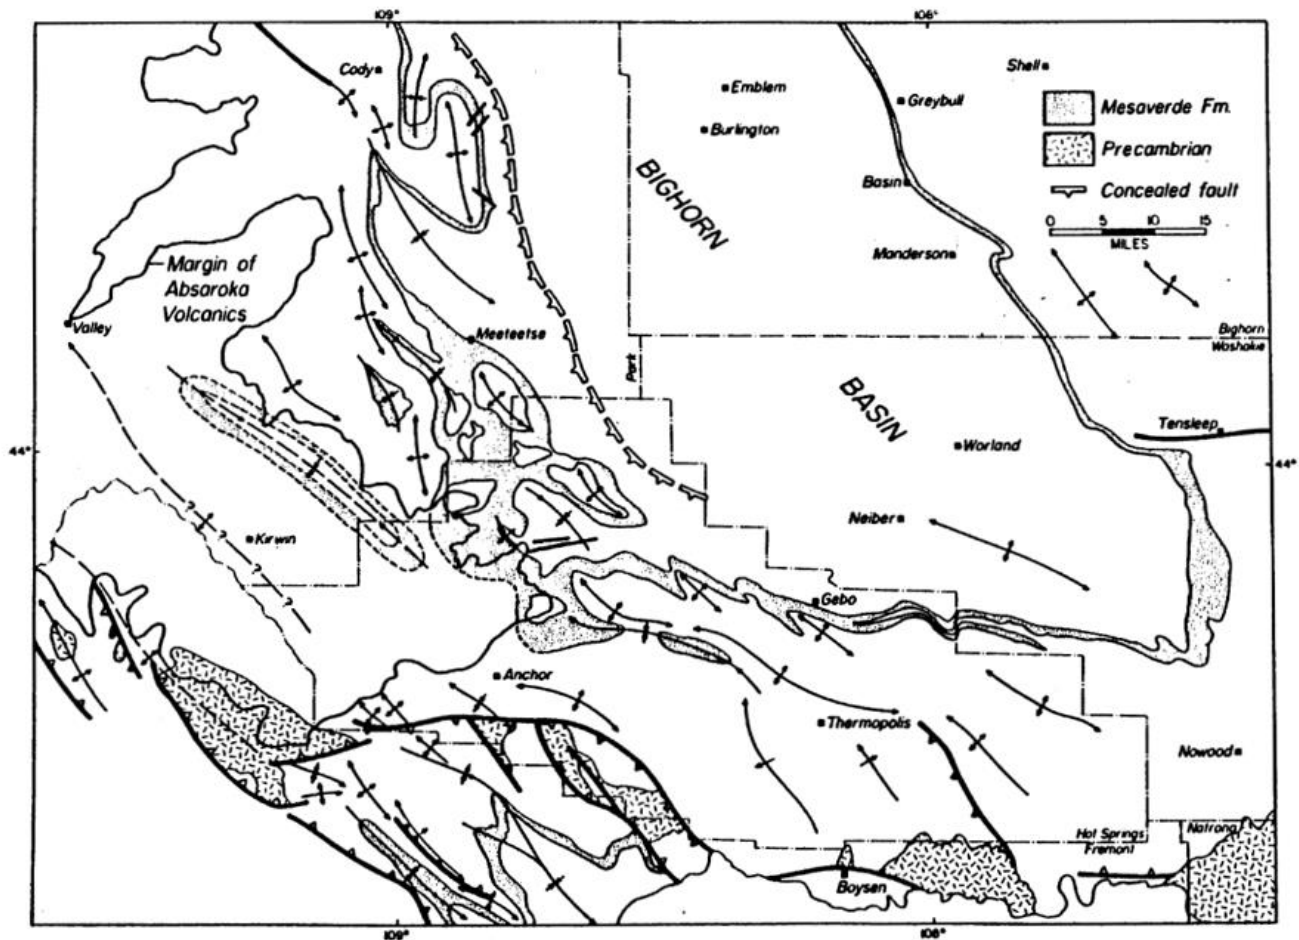 109°
108°
Cody
Shell
Emblem
Greybull
Burlington
Mesaverde Fm.
Precambrian
Concealed fault
0 5 10 15
MILES
BIGHORN
Basin
Manderson
Margin of
Absaroka
Volcanics
Valley
Meeteetse
Bighorn
Washakie
Park
BASIN
Tensleep
44°
Worland
44°
Neiber
Kirwin
?
?
?
?
?
Gebo
Anchor
Thermopolis
Nowood
Hot Springs
Fremont
Natrona
Boysen
109°
108°